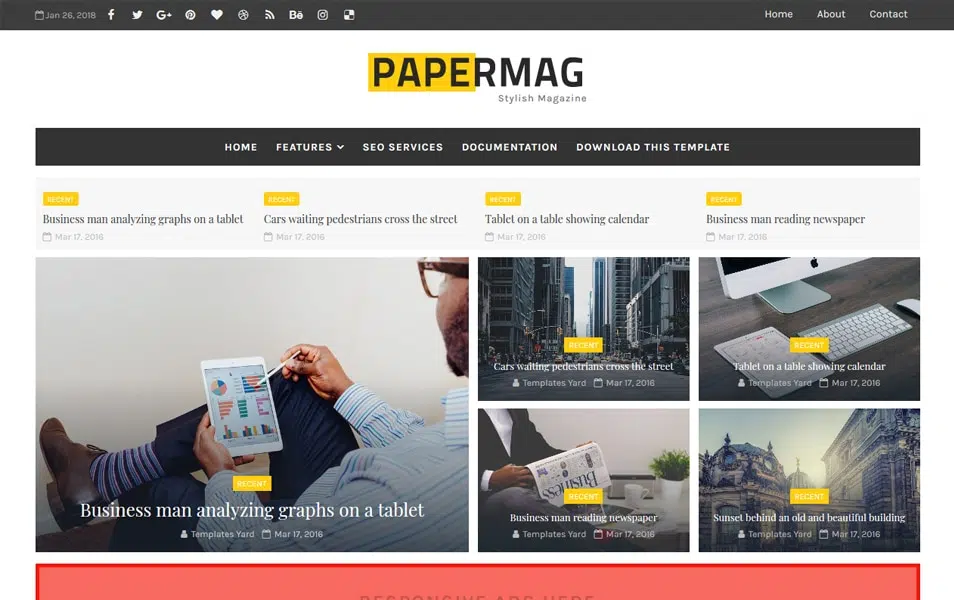 Jan 26, 2018
Home About Contact
PAPERMAG
Stylish Magazine
HOME FEATURES SEO SERVICES DOCUMENTATION DOWNLOAD THIS TEMPLATE
RECENT RECENT RECENT RECENT
Business man analyzing graphs on a tablet Cars waiting pedestrians cross the street Tablet on a table showing calendar Business man reading newspaper
Mar 17, 2016 Mar 17, 2016 Mar 17, 2016 Mar 17, 2016
RECENT
Business man analyzing graphs on a tablet
Templates Yard Mar 17, 2016
RECENT
Cars waiting pedestrians cross the street
Templates Yard Mar 17, 2016
RECENT
Tablet on a table showing calendar
Templates Yard Mar 17, 2016
Business
RECENT
Business man reading newspaper
Templates Yard Mar 17, 2016
RECENT
Sunset behind an old and beautiful building
Templates Yard Mar 17, 2016
RESPONSIVE ADS HERE